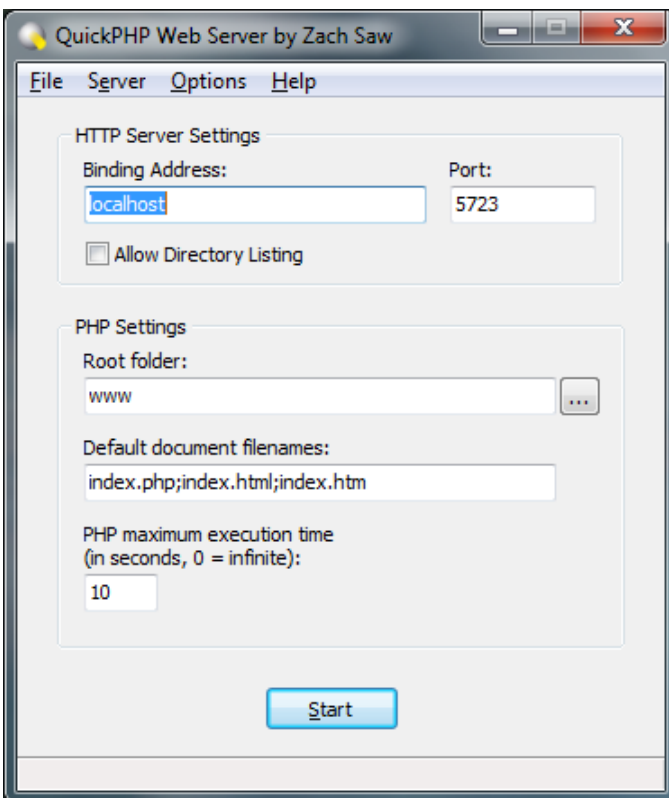 QuickPHP Web Server by Zach Saw
File Server Options Help
HTTP Server Settings
Binding Address: Port:
localhost 5723
Allow Directory Listing
PHP Settings
Root folder:
www
...
Default document filenames:
index.php;index.html;index.htm
PHP maximum execution time
(in seconds, 0 = infinite):
10
Start